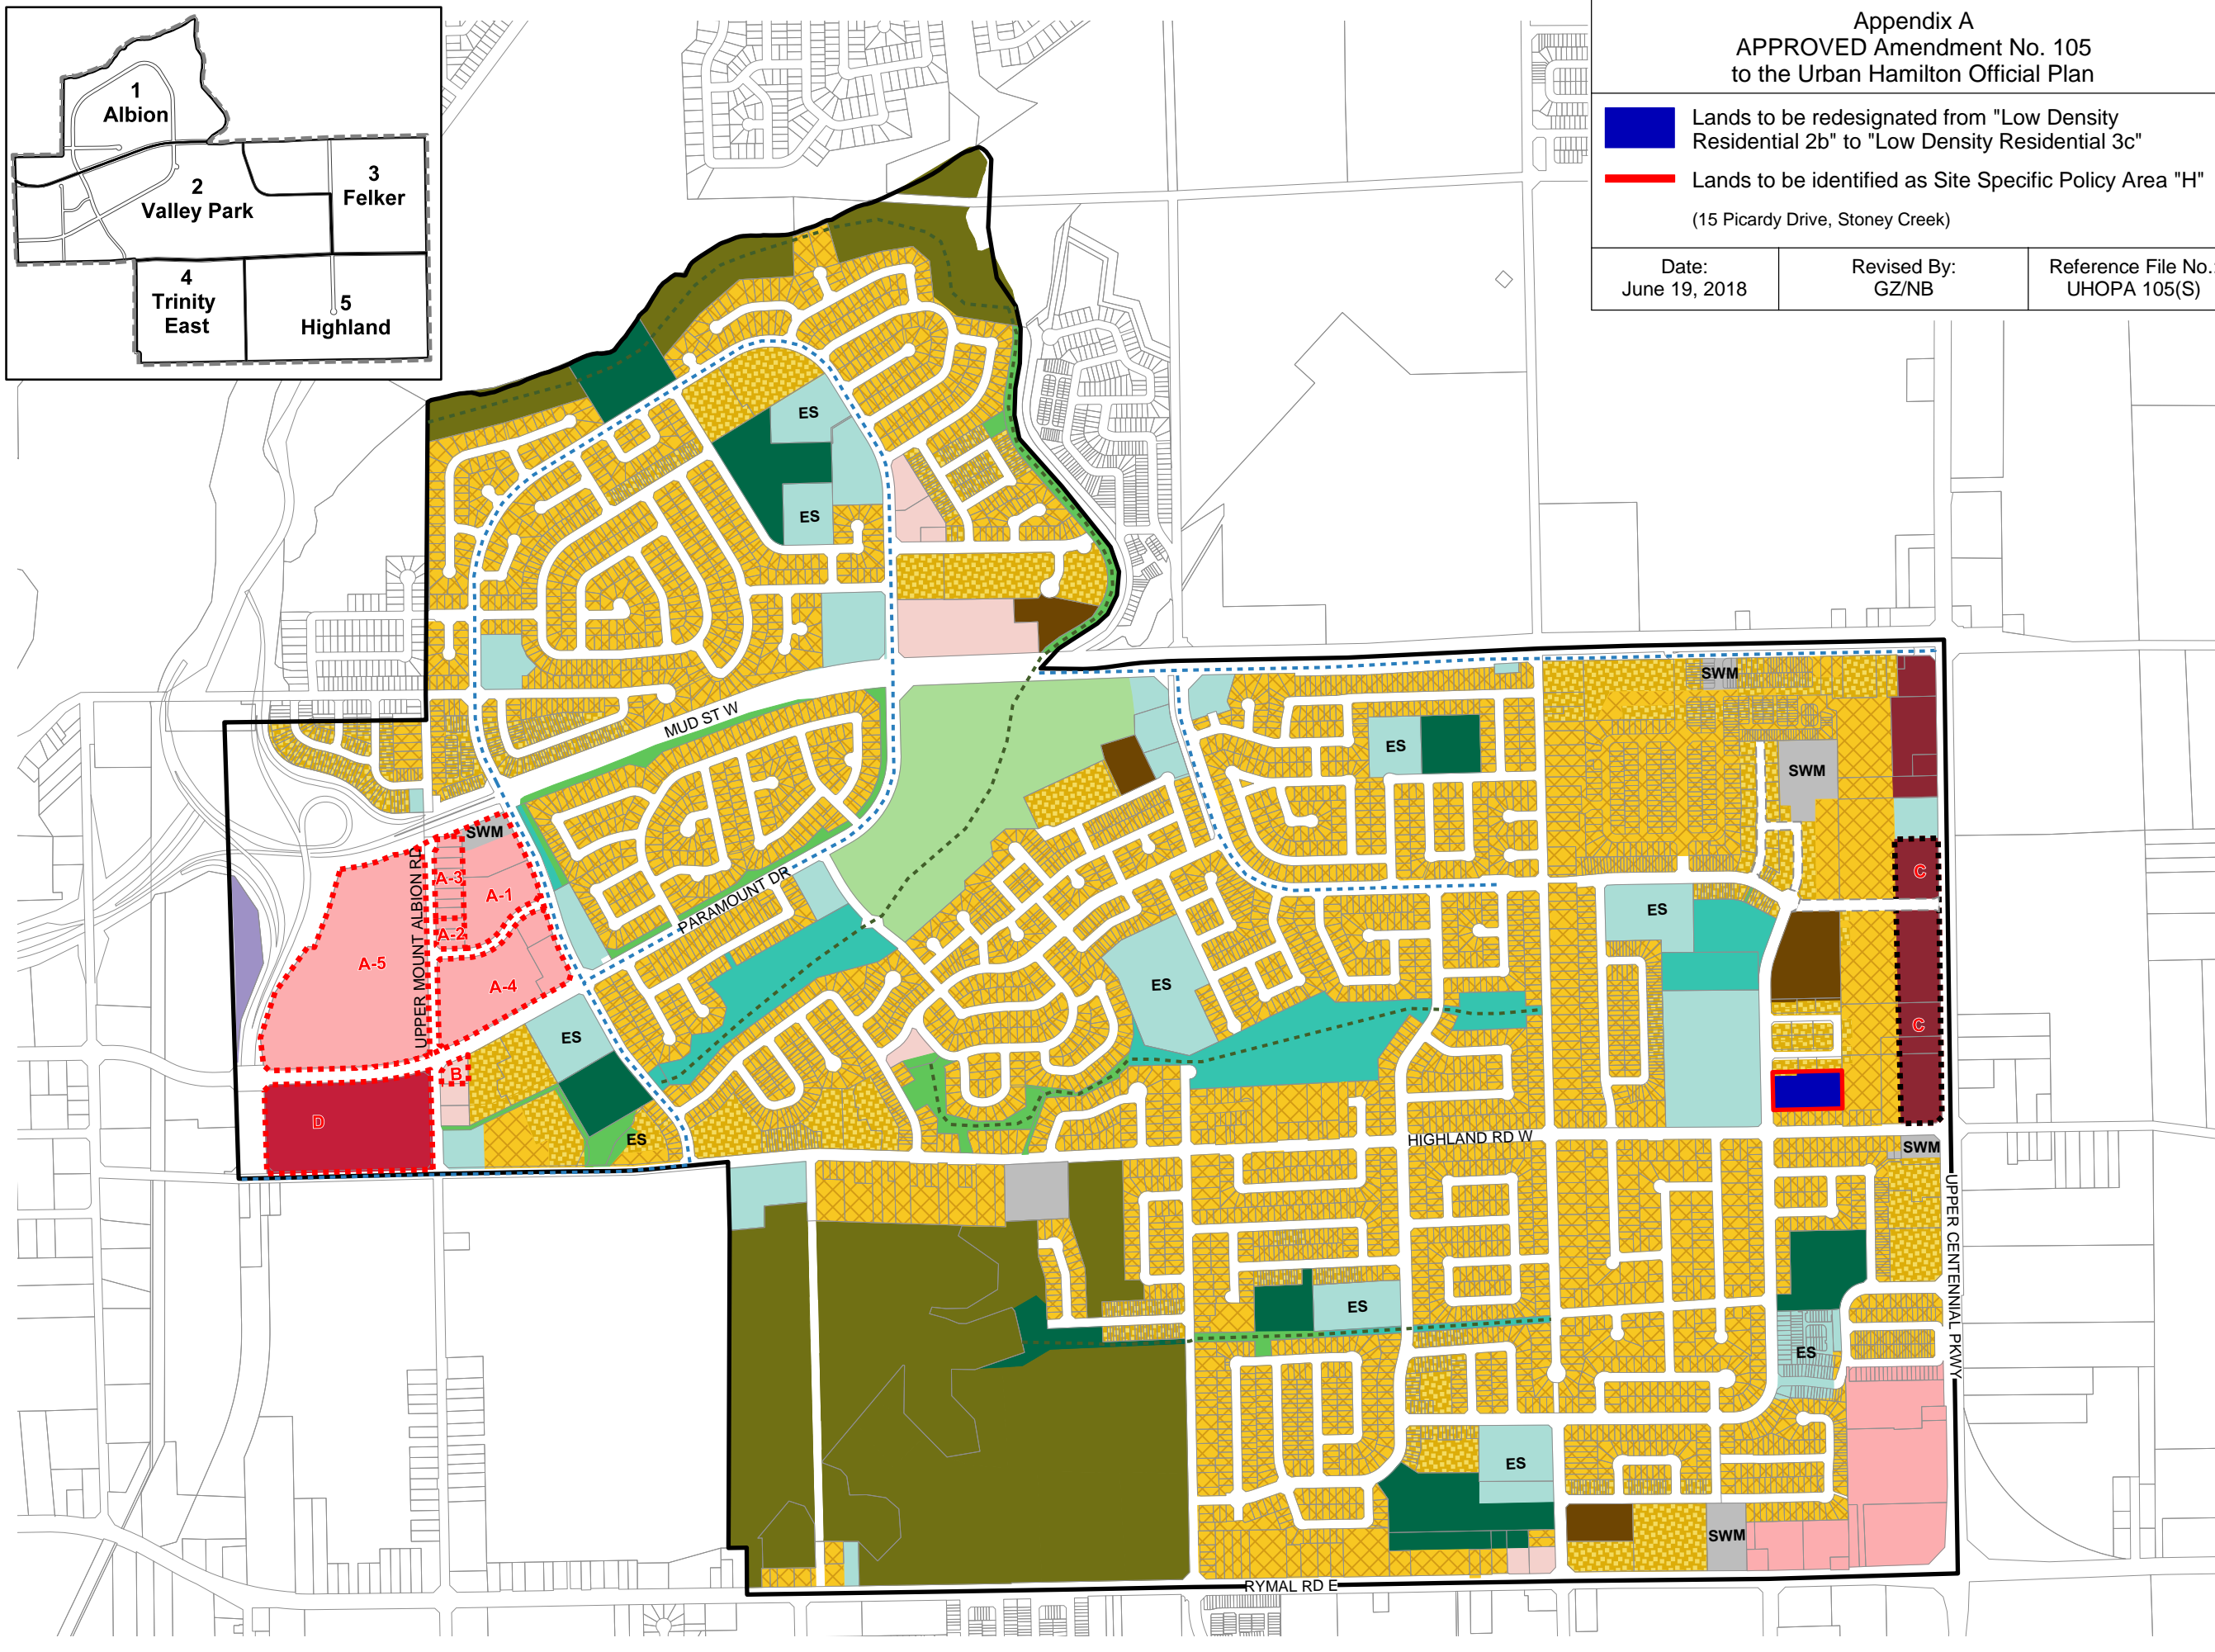 Appendix A
APPROVED Amendment No. 105
to the Urban Hamilton Official Plan
Lands to be redesignated from "Low Density
Residential 2b" to "Low Density Residential 3c"
Lands to be identified as Site Specific Policy Area "H"
(15 Picardy Drive, Stoney Creek)
Date:
June 19, 2018
Revised By:
GZ/NB
Reference File No.:
UHOPA 105(S)
1
Albion
2
Valley Park
3
Felker
4
Trinity
East
5
Highland
ES
ES
MUD ST W
SWM
ES
SWM
SWM
UPPER MOUNT ALBION RD
A-3
A-1
A-2
A-5
A-4
PARAMOUNT DR
C
ES
ES
C
ES
B
D
ES
HIGHLAND RD W
SWM
UPPER CENTENNIAL PKWY
ES
ES
ES
SWM
RYMAL RD E